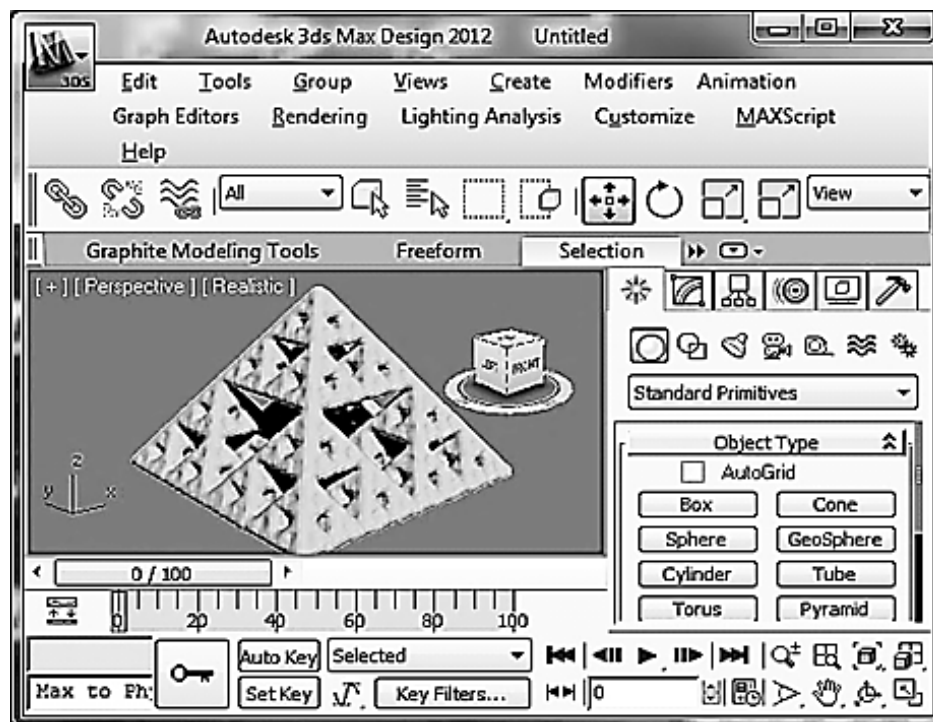 Autodesk 3ds Max Design 2012 Untitled
3DS
Edit Tools Group Views Create Modifiers Animation
Graph Editors Rendering Lighting Analysis Customize MAXScript
Help
All View
Graphite Modeling Tools Freeform Selection
[ + ] [ Perspective ] [ Realistic ]
FRONT
Standard Primitives
Object Type
AutoGrid
Box Cone
Sphere GeoSphere
Cylinder Tube
Torus Pyramid
z
y x
0 / 100
0 20 40 60 80 100
Auto Key Selected
Max to Ph
Set Key Key Filters... 0